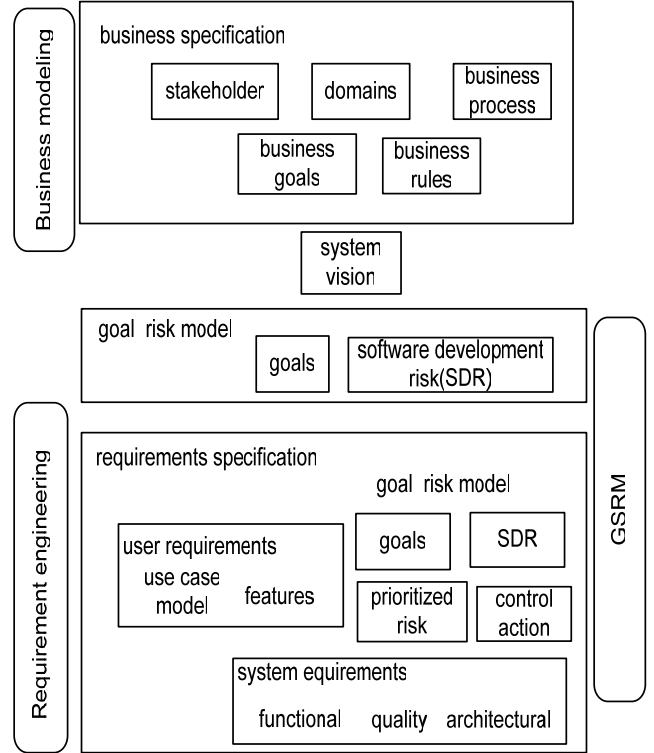 Business modeling
business specification
stakeholder
domains
business
process
business
goals
business
rules
system
vision
goal risk model
goals
software development
risk(SDR)
GSRM
Requirement engineering
requirements specification
goal risk model
user requirements
use case
model
features
goals
SDR
prioritized
risk
control
action
system equirements
functional quality architectural